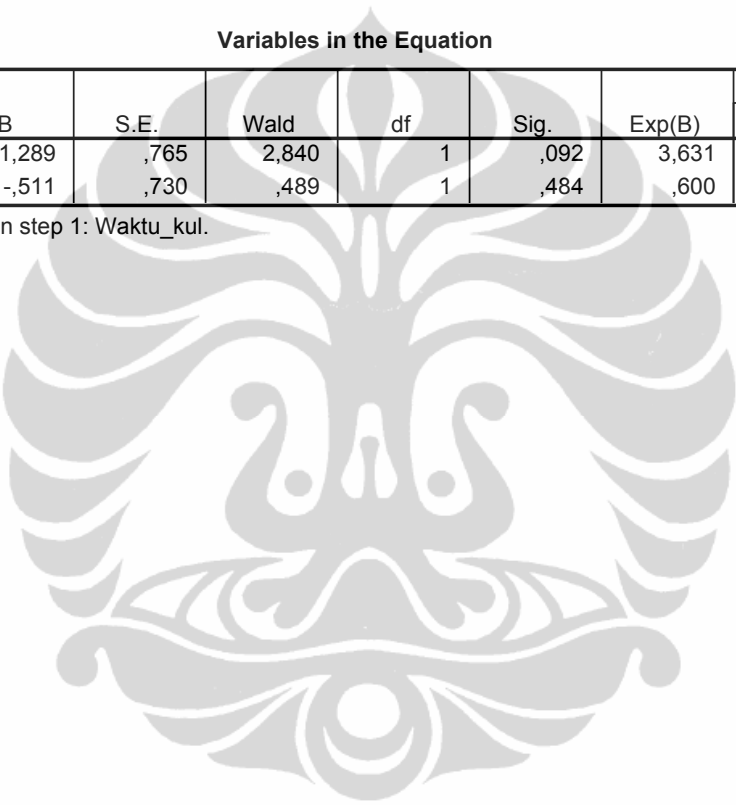 Variables in the Equation
B S.E. Wald df Sig. Exp(B)
1,289 ,765 2,840 1 ,092 3,631
-,511 ,730 ,489 1 ,484 ,600
n step 1: Waktu_kul.